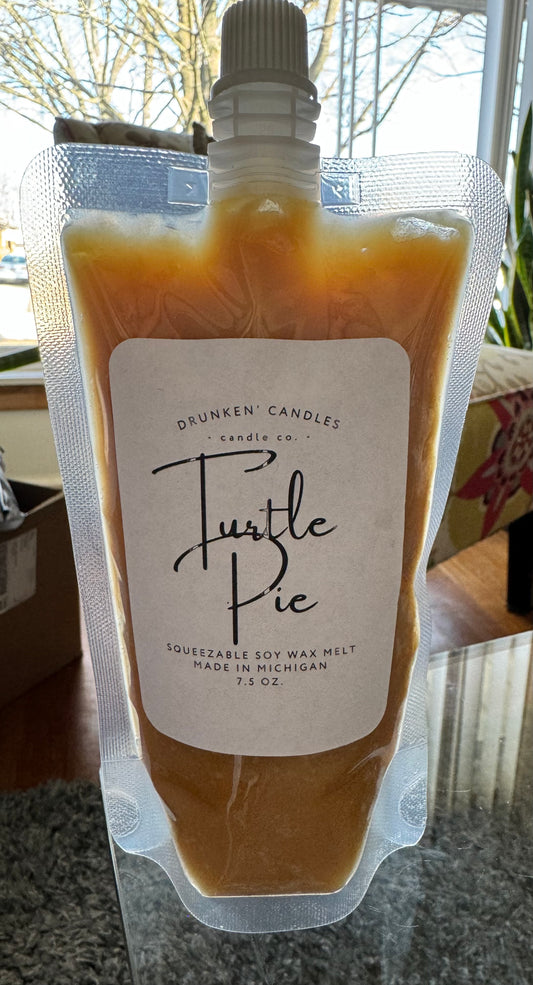 DRUNKEN' CANDLES
- candle co. -
Turtle
Pie
SQUEEZABLE SOY WAX MELT
MADE IN MICHIGAN
7.5 OZ.